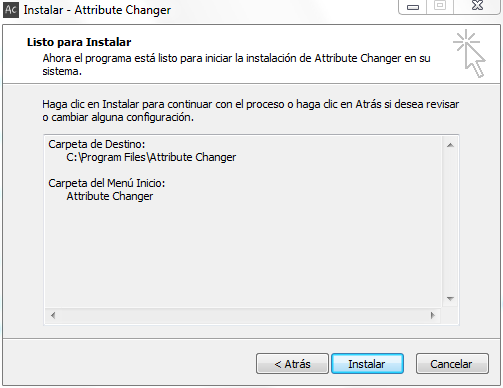 Ac Instalar - Attribute Changer
Listo para Instalar
Ahora el programa está listo para iniciar la instalación de Attribute Changer en su
sistema.
Haga clic en Instalar para continuar con el proceso o haga clic en Atrás si desea revisar
o cambiar alguna configuración.
Carpeta de Destino:
C:\Program Files\Attribute Changer
Carpeta del Menú Inicio:
Attribute Changer
< Atrás Instalar Cancelar